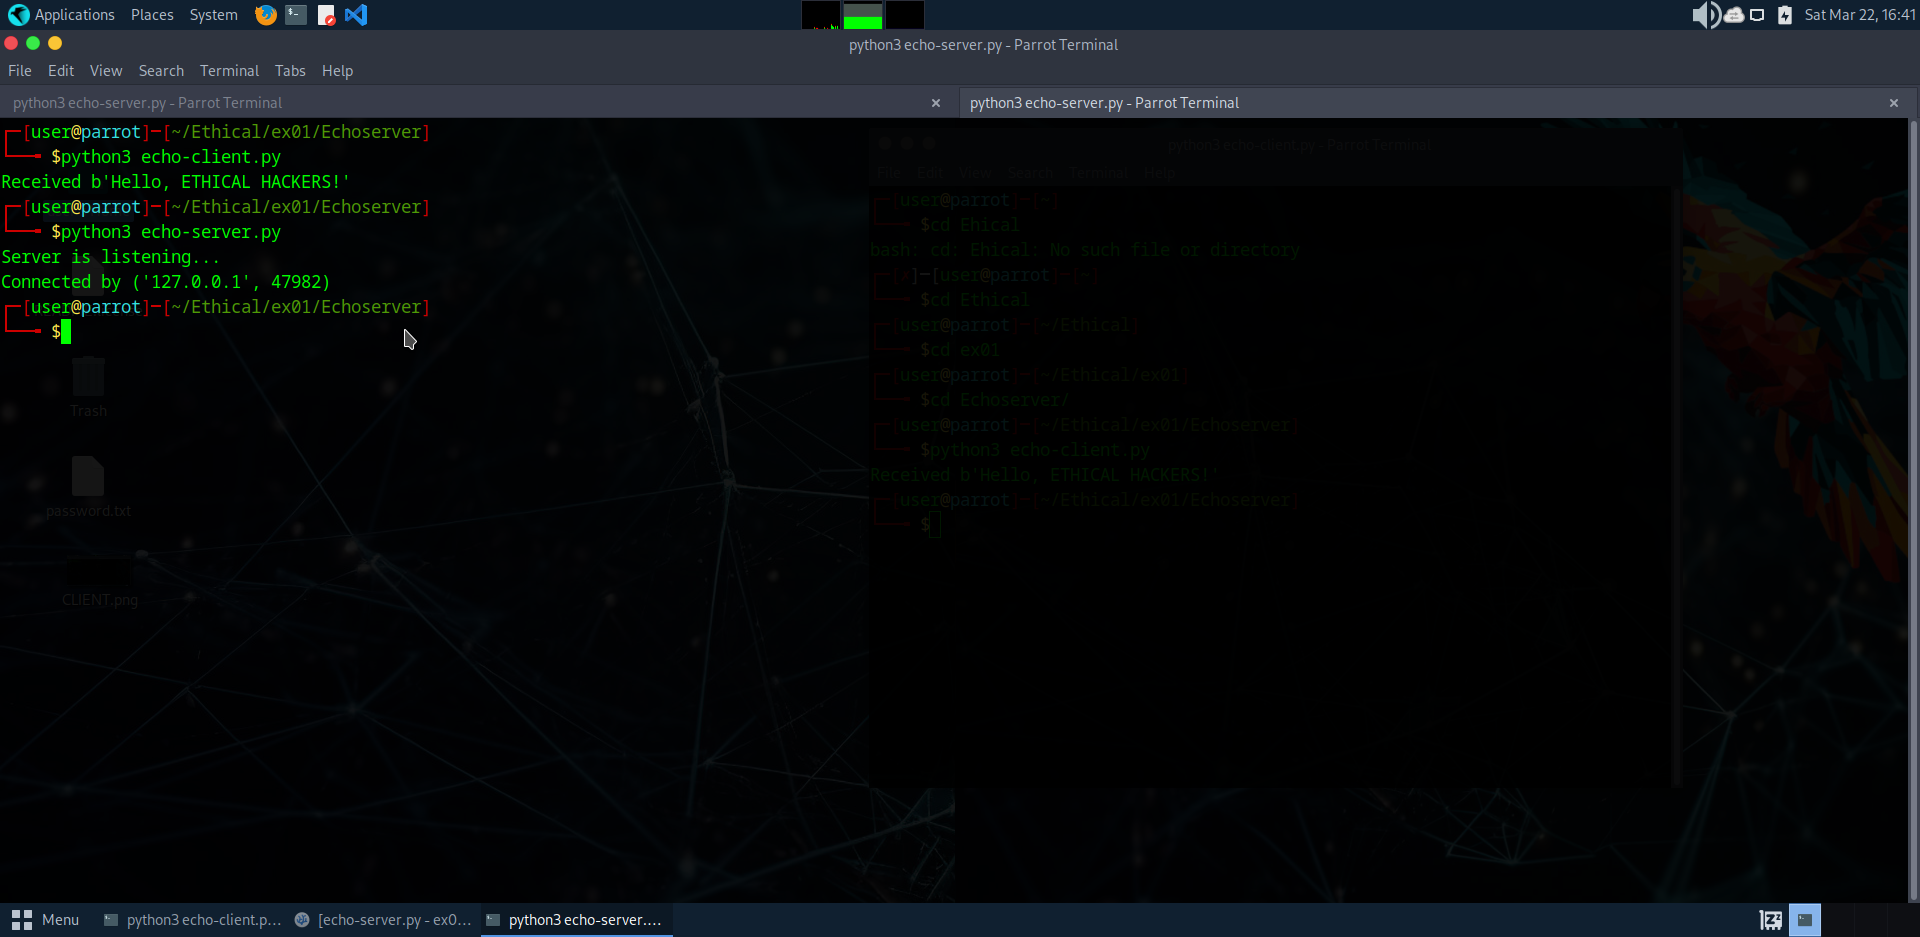 Applications Places System
Sat Mar 22, 16:41
python3 echo-server.py - Parrot Terminal
File Edit View Search Terminal Tabs Help
python3 echo-server.py - Parrot Terminal
python3 echo-server.py - Parrot Terminal
[user@parrot]─[~/Ethical/ex01/Echoserver]
$python3 echo-client.py
Received b'Hello, ETHICAL HACKERS!'
[user@parrot]─[~/Ethical/ex01/Echoserver]
$python3 echo-server.py
Server is listening...
Connected by ('127.0.0.1', 47982)
[user@parrot]─[~/Ethical/ex01/Echoserver]
$
Trash
password.txt
CLIENT.png
python3 echo-client.py - Parrot Terminal
File Edit View Search Terminal Help
[user@parrot]─[~]
$cd Ehical
bash: cd: Ehical: No such file or directory
[✗]─[user@parrot]─[~]
$cd Ethical
[user@parrot]─[~/Ethical]
$cd ex01
[user@parrot]─[~/Ethical/ex01]
$cd Echoserver/
[user@parrot]─[~/Ethical/ex01/Echoserver]
$python3 echo-client.py
Received b'Hello, ETHICAL HACKERS!'
[user@parrot]─[~/Ethical/ex01/Echoserver]
$
Menu
python3 echo-client.p...
[echo-server.py - ex0...
python3 echo-server....